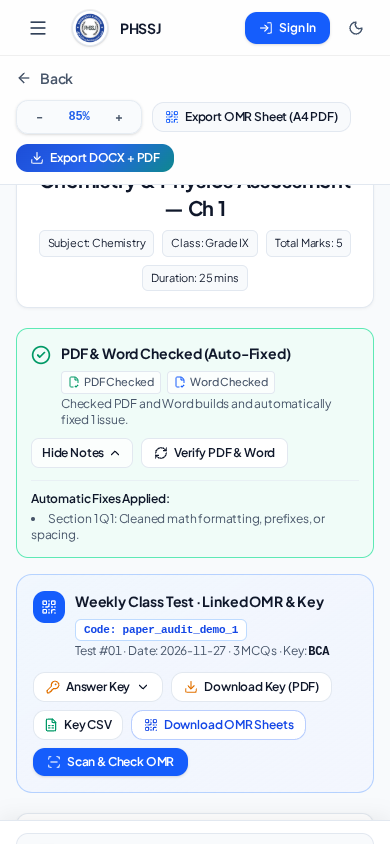 PHSSJ
Sign In
Back
-
85%
+
Export OMR Sheet (A4 PDF)
Export DOCX + PDF
Chemistry & Physics Assessment
— Ch 1
Subject: Chemistry
Class: Grade IX
Total Marks: 5
Duration: 25 mins
PDF & Word Checked (Auto-Fixed)
PDF Checked
Word Checked
Checked PDF and Word builds and automatically
fixed 1 issue.
Hide Notes
Verify PDF & Word
Automatic Fixes Applied:
• Section 1 Q1: Cleaned math formatting, prefixes, or
spacing.
Weekly Class Test · Linked OMR & Key
Code: paper_audit_demo_1
Test #01 · Date: 2026-11-27 · 3 MCQs · Key: BCA
Answer Key
Download Key (PDF)
Key CSV
Download OMR Sheets
Scan & Check OMR